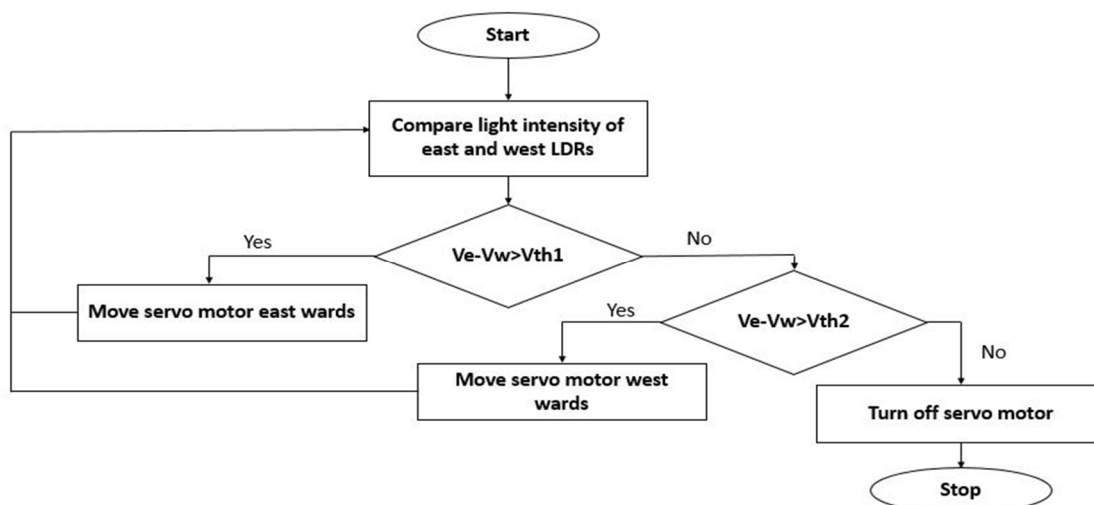 Start
Compare light intensity of
east and west LDRs
Ve-Vw>Vth1
Yes
No
Move servo motor east wards
Ve-Vw>Vth2
Yes
No
Move servo motor west
wards
Turn off servo motor
Stop